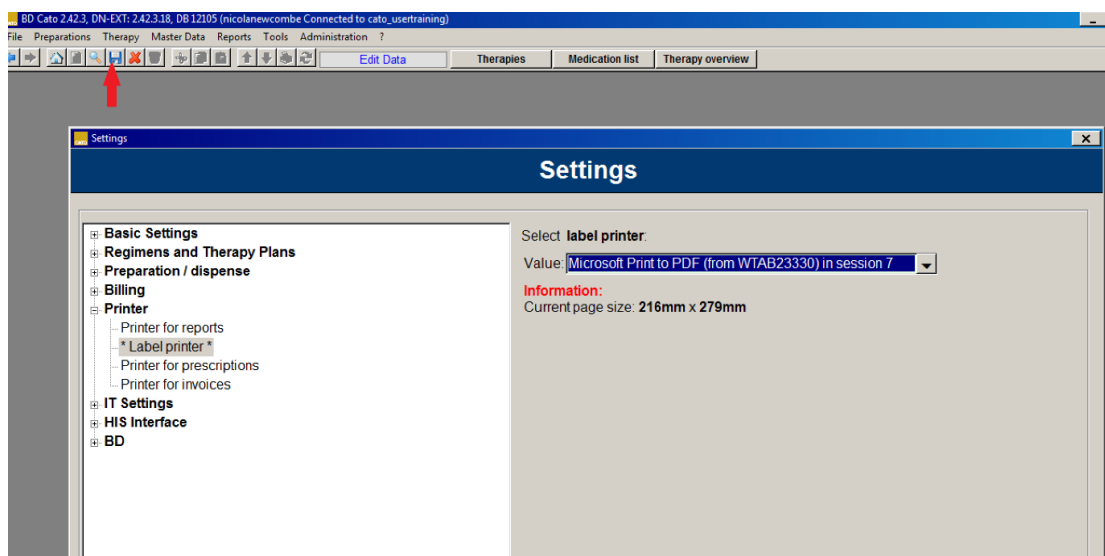 BD Cato 2.42.3, DN-EXT: 2.42.3.18, DB 12105 (nicolanewcombe Connected to cato_usertraining)
File Preparations Therapy Master Data Reports Tools Administration ?
Edit Data Therapies Medication list Therapy overview
Settings
Settings
Basic Settings
Regimens and Therapy Plans
Preparation / dispense
Billing
Printer
Printer for reports
* Label printer *
Printer for prescriptions
Printer for invoices
IT Settings
HIS Interface
BD
Select label printer:
Value: Microsoft Print to PDF (from WTAB23330) in session 7
Information:
Current page size: 216mm x 279mm